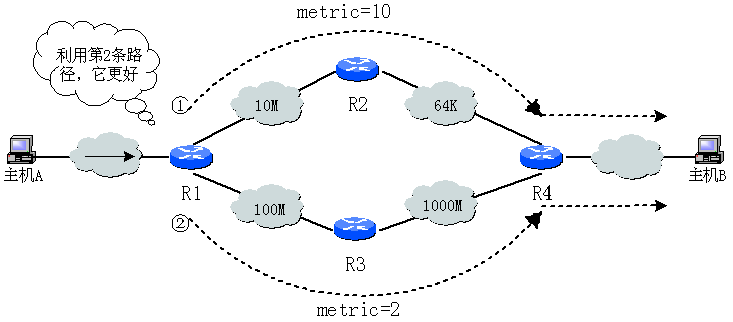 metric=10
利用第2条路
径，它更好
①
10M
R2
64K
主机A
R1
R4
主机B
②
100M
1000M
R3
metric=2